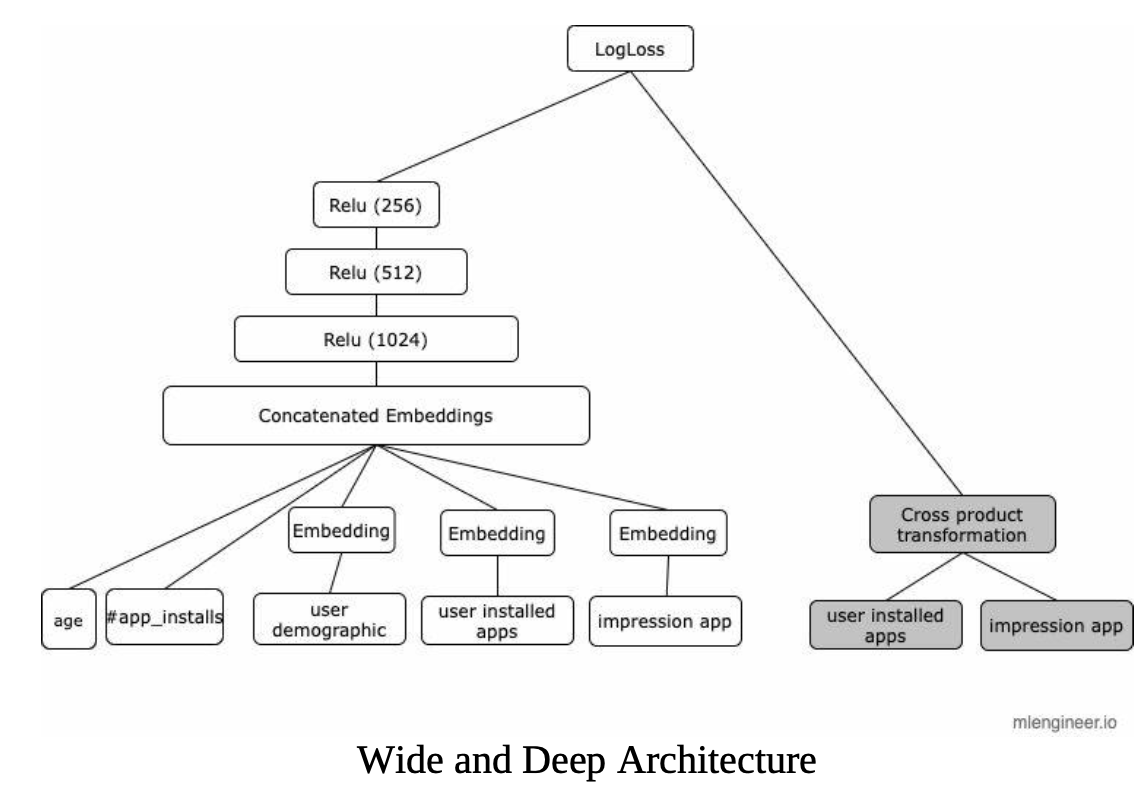 LogLoss
Relu (256)
Relu (512)
Relu (1024)
Concatenated Embeddings
Embedding
Embedding
Embedding
Cross product
transformation
age
#app_installs
user
demographic
user installed
apps
impression app
user installed
apps
impression app
mlengineer.io
Wide and Deep Architecture